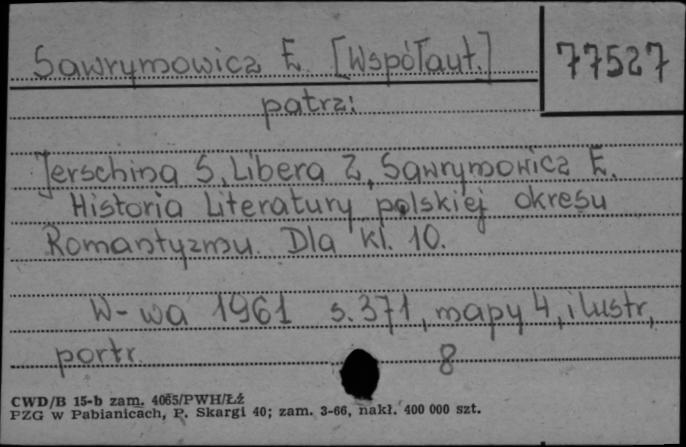 Sawrymowicz E. [Współaut.]
77527
patrz:
Jerschina S, Libera Z, Sawrymowicz E.
Historia Literatury polskiej okresu
Romantyzmu. Dla kl. 10.
W-wa 1961 s. 371, mapy 4, ilustr,
portr. 8
CWD/B 15-b zam. 4065/PWH/Łź
PZG w Pabianicach, P. Skargi 40; zam. 3-66, nakł. 400 000 szt.